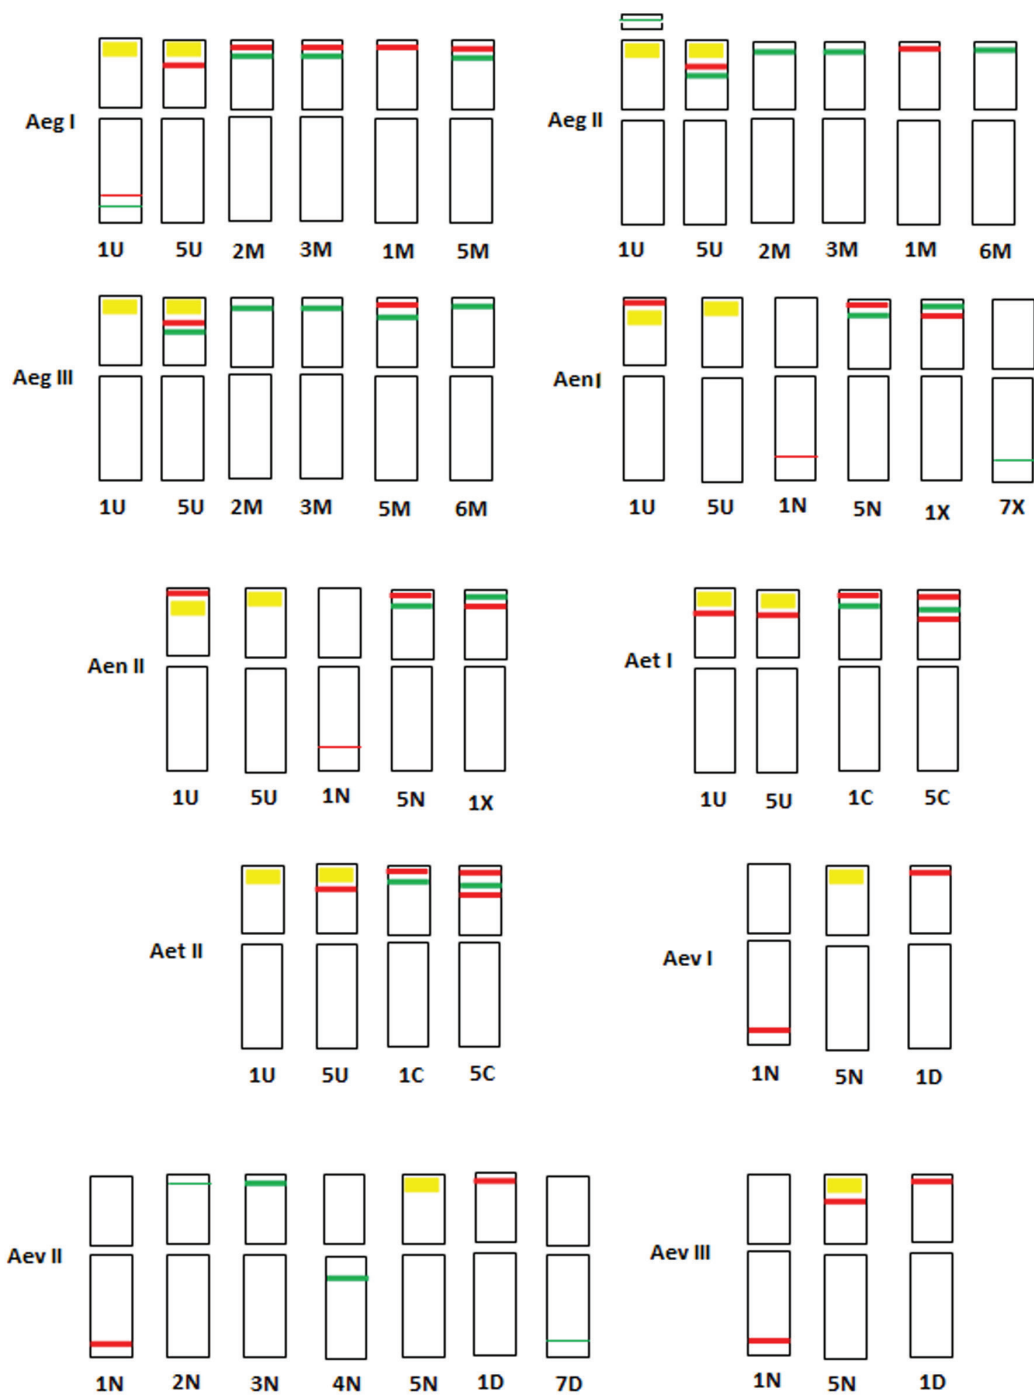 Aeg I
1U 5U 2M 3M 1M 5M
Aeg II
1U 5U 2M 3M 1M 6M
Aeg III
1U 5U 2M 3M 5M 6M
Aen I
1U 5U 1N 5N 1X 7X
Aen II
1U 5U 1N 5N 1X
Aet I
1U 5U 1C 5C
Aet II
1U 5U 1C 5C
Aev I
1N 5N 1D
Aev II
1N 2N 3N 4N 5N 1D 7D
Aev III
1N 5N 1D